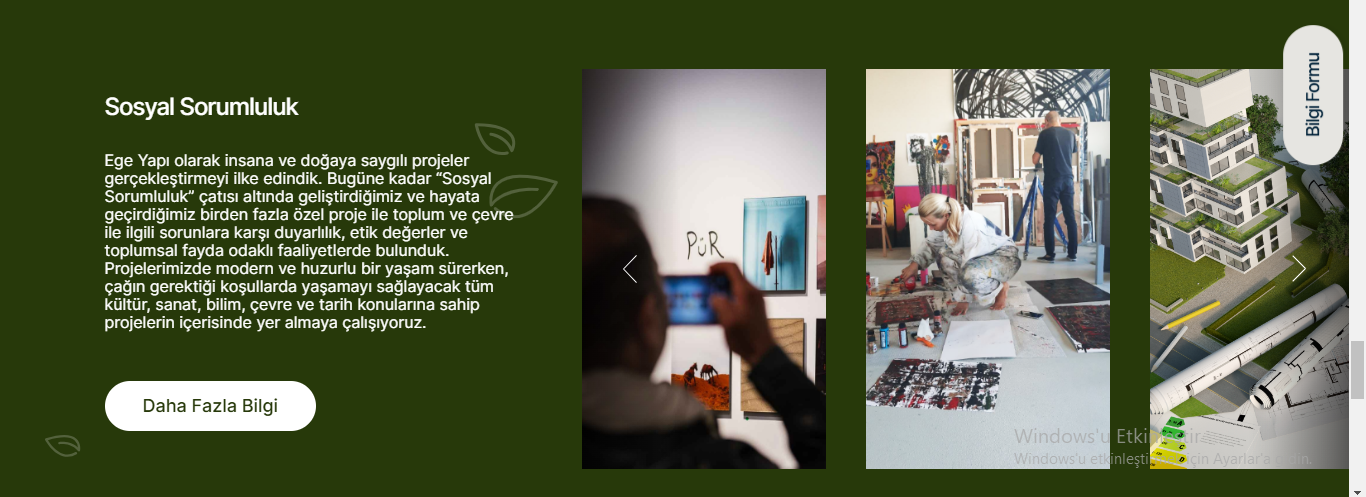 Sosyal Sorumluluk
Ege Yapı olarak insana ve doğaya saygılı projeler
gerçekleştirmeyi ilke edindik. Bugüne kadar “Sosyal
Sorumluluk” çatısı altında geliştirdiğimiz ve hayata
geçirdiğimiz birden fazla özel proje ile toplum ve çevre
ile ilgili sorunlara karşı duyarlılık, etik değerler ve
toplumsal fayda odaklı faaliyetlerde bulunduk.
Projelerimizde modern ve huzurlu bir yaşam sürerken,
çağın gerektiği koşullarda yaşamayı sağlayacak tüm
kültür, sanat, bilim, çevre ve tarih konularına sahip
projelerin içerisinde yer almaya çalışıyoruz.
Daha Fazla Bilgi
PÜR
Bilgi Formu
Windows'u Etkinleştir
Windows'u etkinleştirmek için Ayarlar'a gidin.